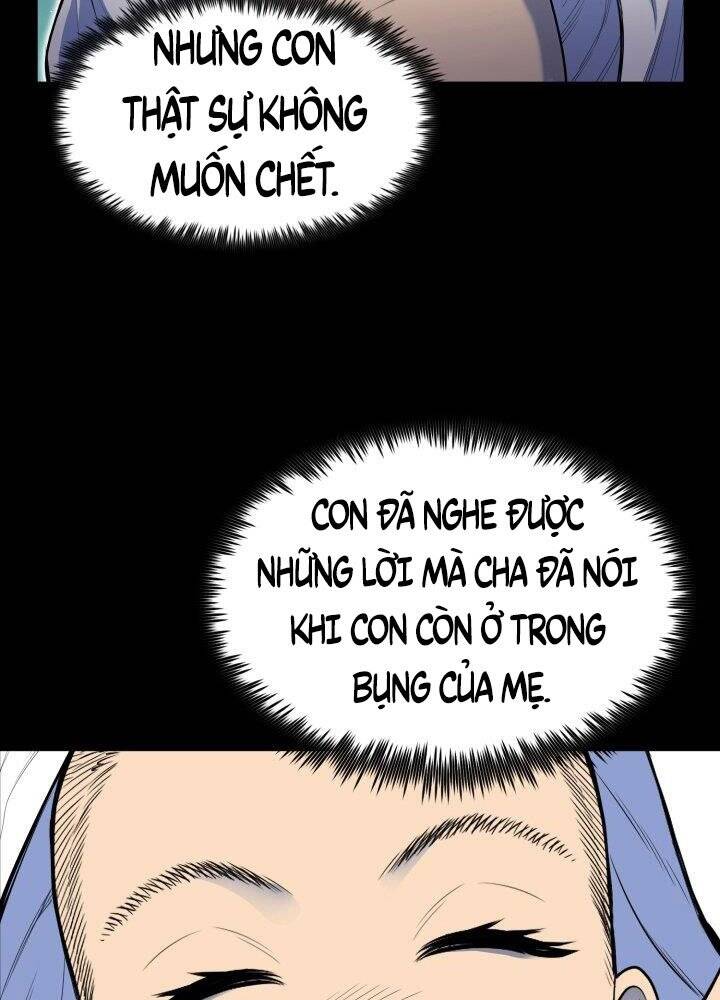 NHƯNG CON
THẬT SỰ KHÔNG
MUỐN CHẾT.
CON ĐÃ NGHE ĐƯỢC
NHỮNG LỜI MÀ CHA ĐÃ NÓI
KHI CON CÒN Ở TRONG
BỤNG CỦA MẸ.